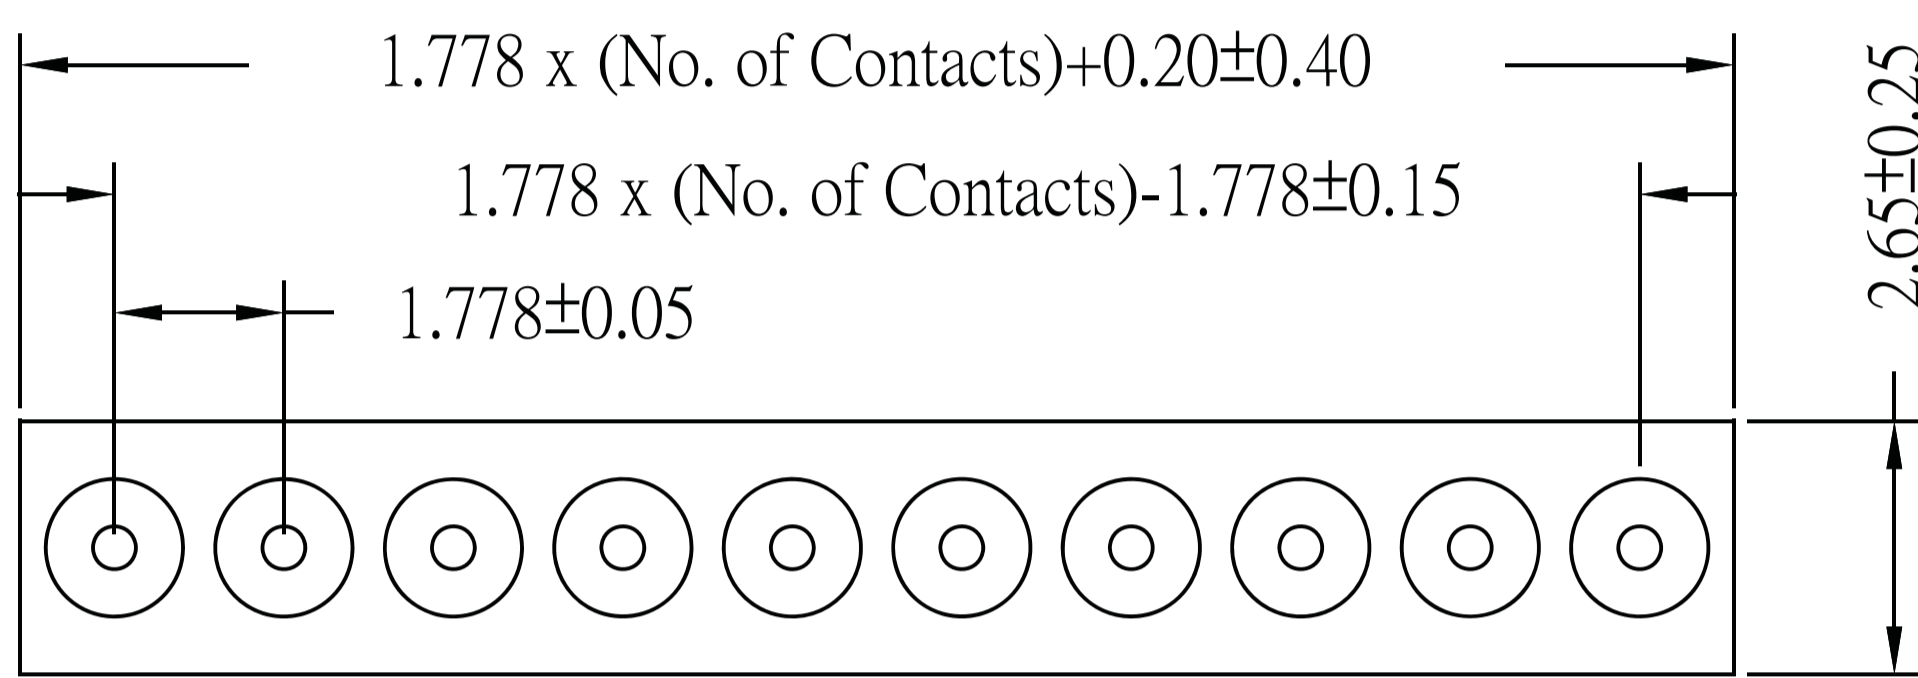 1.778 x (No. of Contacts)+0.20±0.40
1.778 x (No. of Contacts)-1.778±0.15
1.778±0.05
2.65±0.25